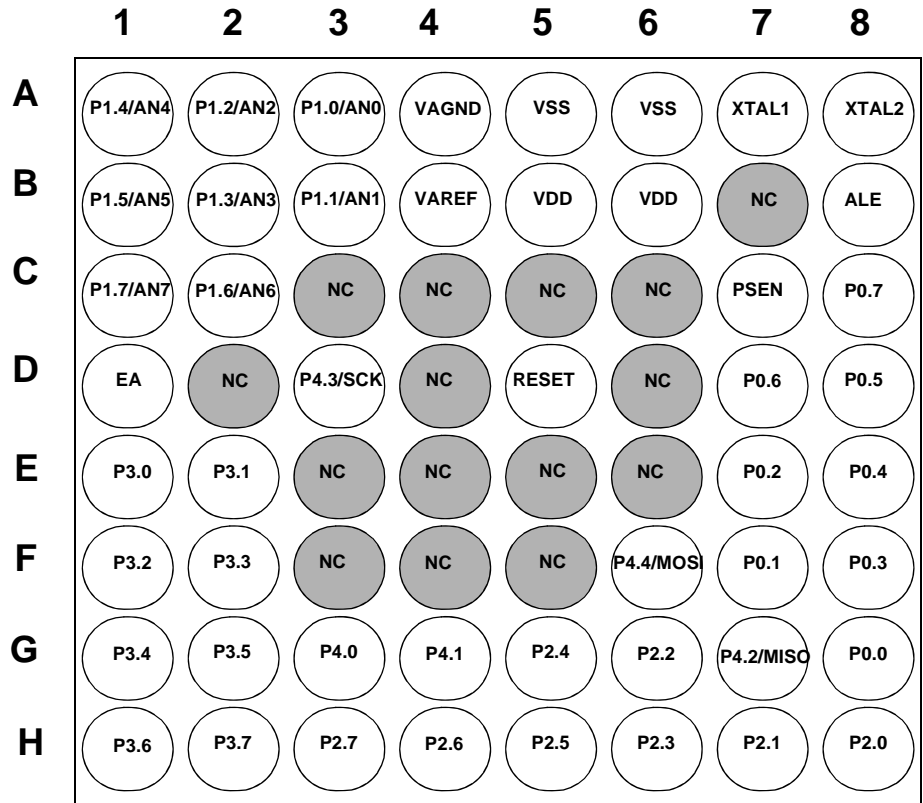 1 2 3 4 5 6 7 8
A P1.4/AN4 P1.2/AN2 P1.0/AN0 VAGND VSS VSS XTAL1 XTAL2
B P1.5/AN5 P1.3/AN3 P1.1/AN1 VAREF VDD VDD NC ALE
C P1.7/AN7 P1.6/AN6 NC NC NC NC PSEN P0.7
D EA NC P4.3/SCK NC RESET NC P0.6 P0.5
E P3.0 P3.1 NC NC NC NC P0.2 P0.4
F P3.2 P3.3 NC NC NC P4.4/MOSI P0.1 P0.3
G P3.4 P3.5 P4.0 P4.1 P2.4 P2.2 P4.2/MISO P0.0
H P3.6 P3.7 P2.7 P2.6 P2.5 P2.3 P2.1 P2.0